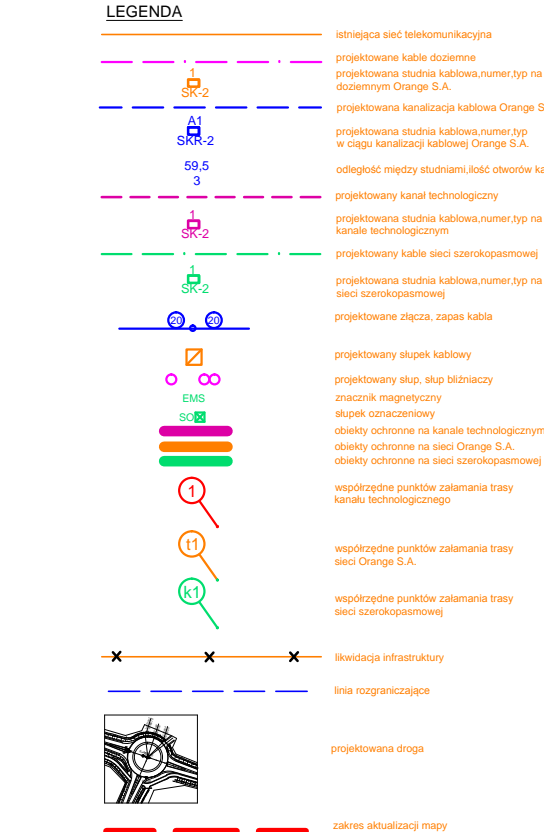 LEGENDA
istniejąca sieć telekomunikacyjna
projektowane kable doziemne
1
SK-2
projektowana studnia kablowa,numer,typ na
doziemnym Orange S.A.
projektowana kanalizacja kablowa Orange S
A1
SKR-2
projektowana studnia kablowa,numer,typ
w ciągu kanalizacji kablowej Orange S.A.
59,5
3
odległość między studniami,ilość otworów ka
projektowany kanał technologiczny
1
SK-2
projektowana studnia kablowa,numer,typ na
kanale technologicznym
projektowany kable sieci szerokopasmowej
1
SK-2
projektowana studnia kablowa,numer,typ na
sieci szerokopasmowej
20 20
projektowane złącza, zapas kabla
projektowany słupek kablowy
projektowany słup, słup bliźniaczy
EMS znacznik magnetyczny
SO słupek oznaczeniowy
obiekty ochronne na kanale technologicznym
obiekty ochronne na sieci Orange S.A.
obiekty ochronne na sieci szerokopasmowej
1
współrzędne punktów załamania trasy
kanału technologicznego
t1
współrzędne punktów załamania trasy
sieci Orange S.A.
k1
współrzędne punktów załamania trasy
sieci szerokopasmowej
likwidacja infrastruktury
linia rozgraniczające
projektowana droga
zakres aktualizacji mapy